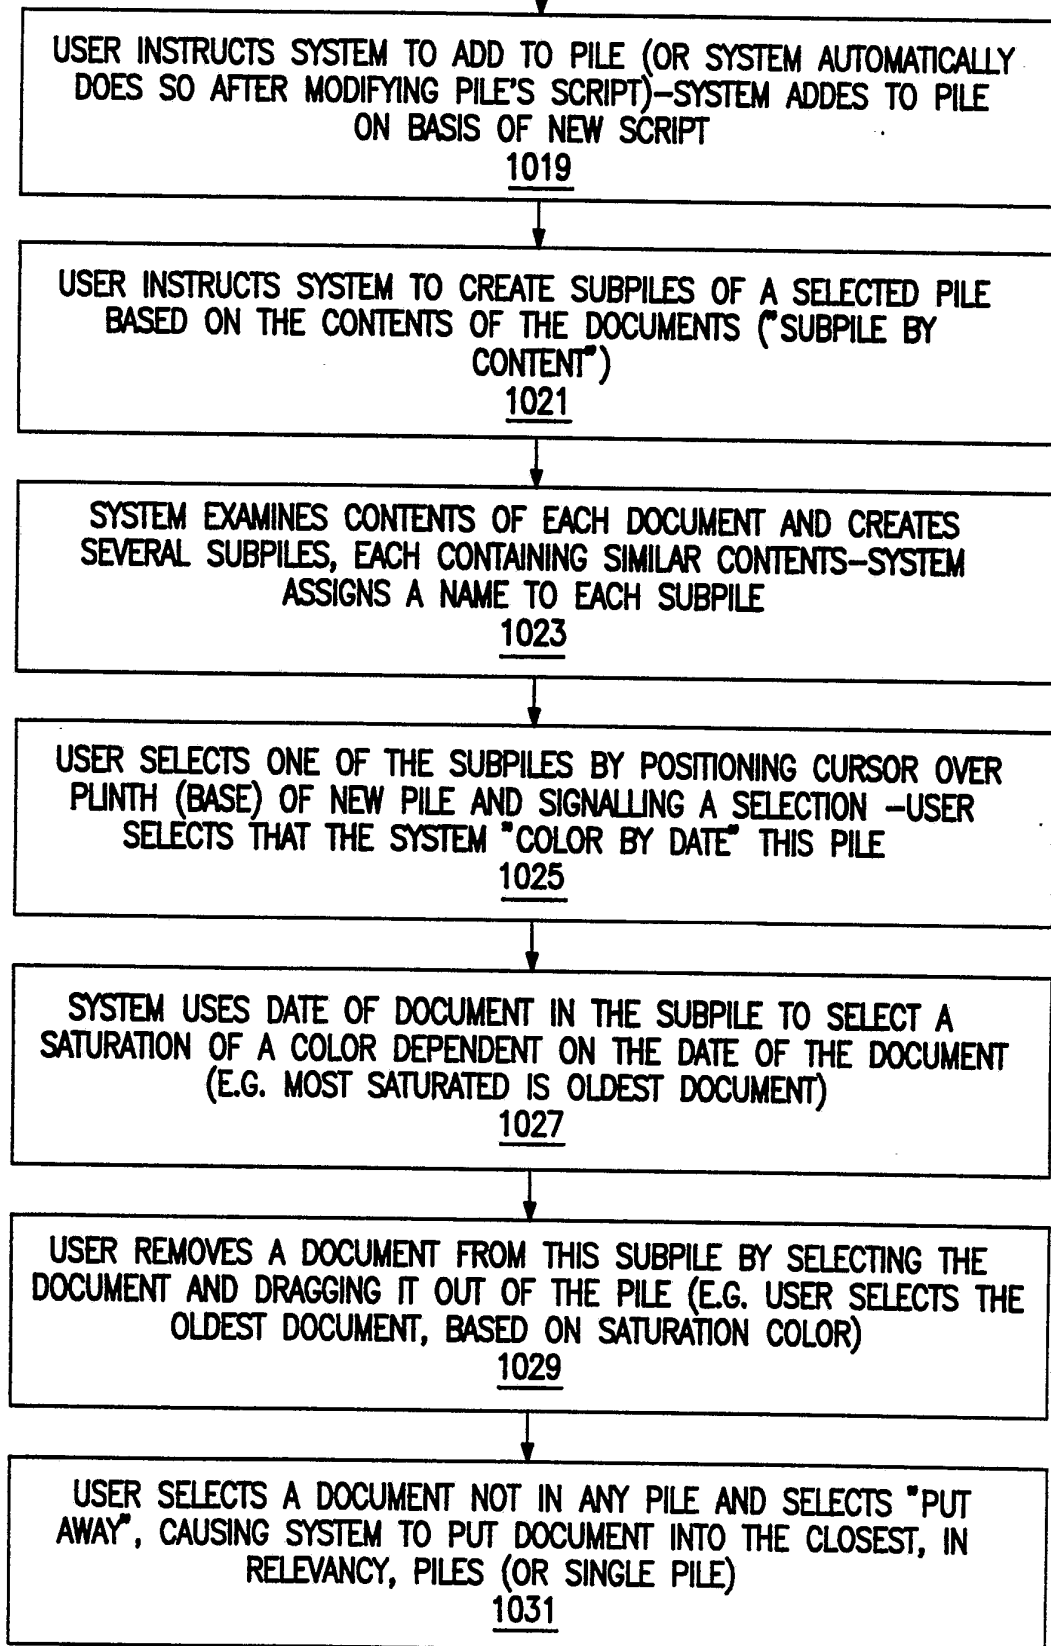 USER INSTRUCTS SYSTEM TO ADD TO PILE (OR SYSTEM AUTOMATICALLY
DOES SO AFTER MODIFYING PILE'S SCRIPT)-SYSTEM ADDES TO PILE
ON BASIS OF NEW SCRIPT
1019
USER INSTRUCTS SYSTEM TO CREATE SUBPILES OF A SELECTED PILE
BASED ON THE CONTENTS OF THE DOCUMENTS ("SUBPILE BY
CONTENT")
1021
SYSTEM EXAMINES CONTENTS OF EACH DOCUMENT AND CREATES
SEVERAL SUBPILES, EACH CONTAINING SIMILAR CONTENTS-SYSTEM
ASSIGNS A NAME TO EACH SUBPILE
1023
USER SELECTS ONE OF THE SUBPILES BY POSITIONING CURSOR OVER
PLINTH (BASE) OF NEW PILE AND SIGNALLING A SELECTION -USER
SELECTS THAT THE SYSTEM "COLOR BY DATE" THIS PILE
1025
SYSTEM USES DATE OF DOCUMENT IN THE SUBPILE TO SELECT A
SATURATION OF A COLOR DEPENDENT ON THE DATE OF THE DOCUMENT
(E.G. MOST SATURATED IS OLDEST DOCUMENT)
1027
USER REMOVES A DOCUMENT FROM THIS SUBPILE BY SELECTING THE
DOCUMENT AND DRAGGING IT OUT OF THE PILE (E.G. USER SELECTS THE
OLDEST DOCUMENT, BASED ON SATURATION COLOR)
1029
USER SELECTS A DOCUMENT NOT IN ANY PILE AND SELECTS "PUT
AWAY", CAUSING SYSTEM TO PUT DOCUMENT INTO THE CLOSEST, IN
RELEVANCY, PILES (OR SINGLE PILE)
1031